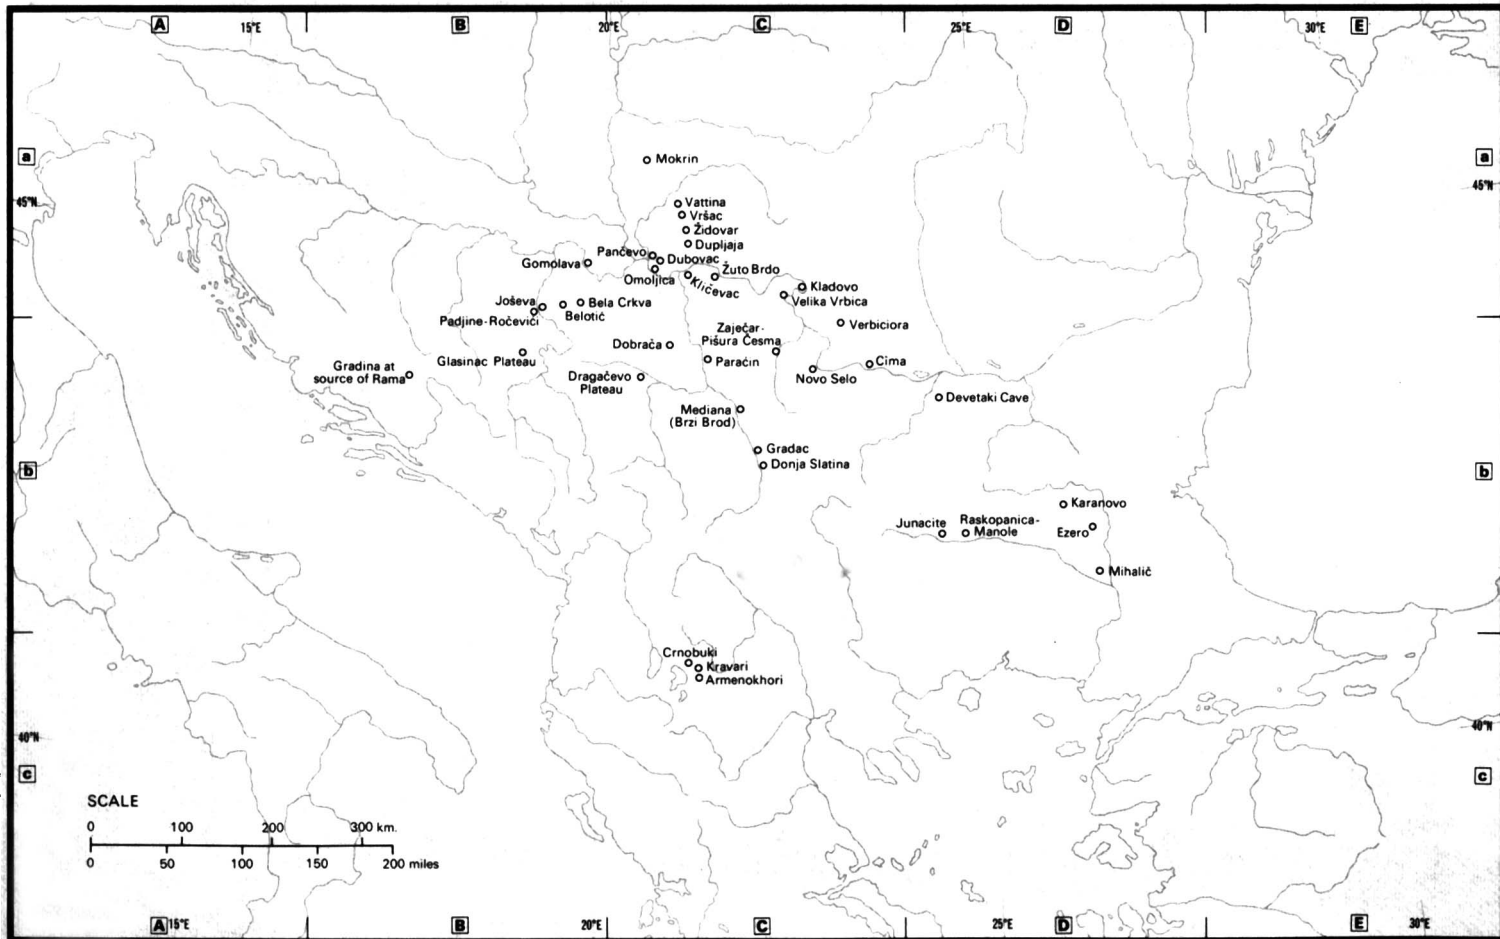 A
B
C
D
E
15°E
20°E
25°E
30°E
a
a
45°N
45°N
Mokrin
Vattina
Vršac
Židovar
Dupljaja
Pančevo
Dubovac
Gomolava
Omoljica
Kličevac
Žuto Brdo
Kladovo
Velika Vrbica
Joševa
Bela Crkva
Padjine-Ročevići
Belotić
Verbiciora
Zaječar-
Pišura Česma
Dobrača
Glasinac Plateau
Paraćin
Cîma
Gradina at
source of Rama
Dragačevo
Plateau
Novo Selo
Devetaki Cave
Mediana
(Brzi Brod)
Gradac
Donja Slatina
b
b
Karanovo
Junacite
Raskopanica-
Manole
Ezero
Mihalič
Crnobuki
Kravari
Armenokhori
40°N
40°N
c
c
SCALE
0 100 200 300 km.
0 50 100 150 200 miles
A
15°E
B
20°E
C
25°E
D
E
30°E